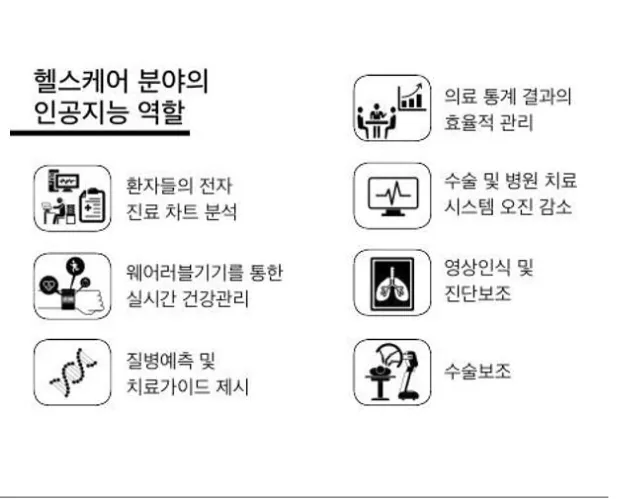 헬스케어 분야의
인공지능 역할
환자들의 전자
진료 차트 분석
웨어러블기기를 통한
실시간 건강관리
질병예측 및
치료가이드 제시
의료 통계 결과의
효율적 관리
수술 및 병원 치료
시스템 오진 감소
영상인식 및
진단보조
수술보조